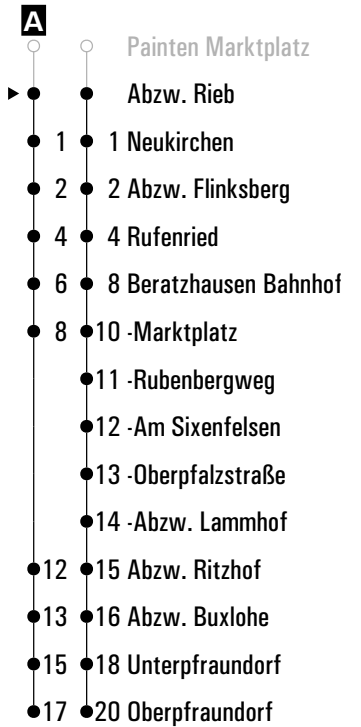 A
Painten Marktplatz
Abzw. Rieb
1 1 Neukirchen
2 2 Abzw. Flinksberg
4 4 Rufenried
6 8 Beratzhausen Bahnhof
8 10 -Marktplatz
11 -Rubenbergweg
12 -Am Sixenfelsen
13 -Oberpfalzstraße
14 -Abzw. Lammhof
12 15 Abzw. Ritzhof
13 16 Abzw. Buxlohe
15 18 Unterpfraundorf
17 20 Oberpfraundorf